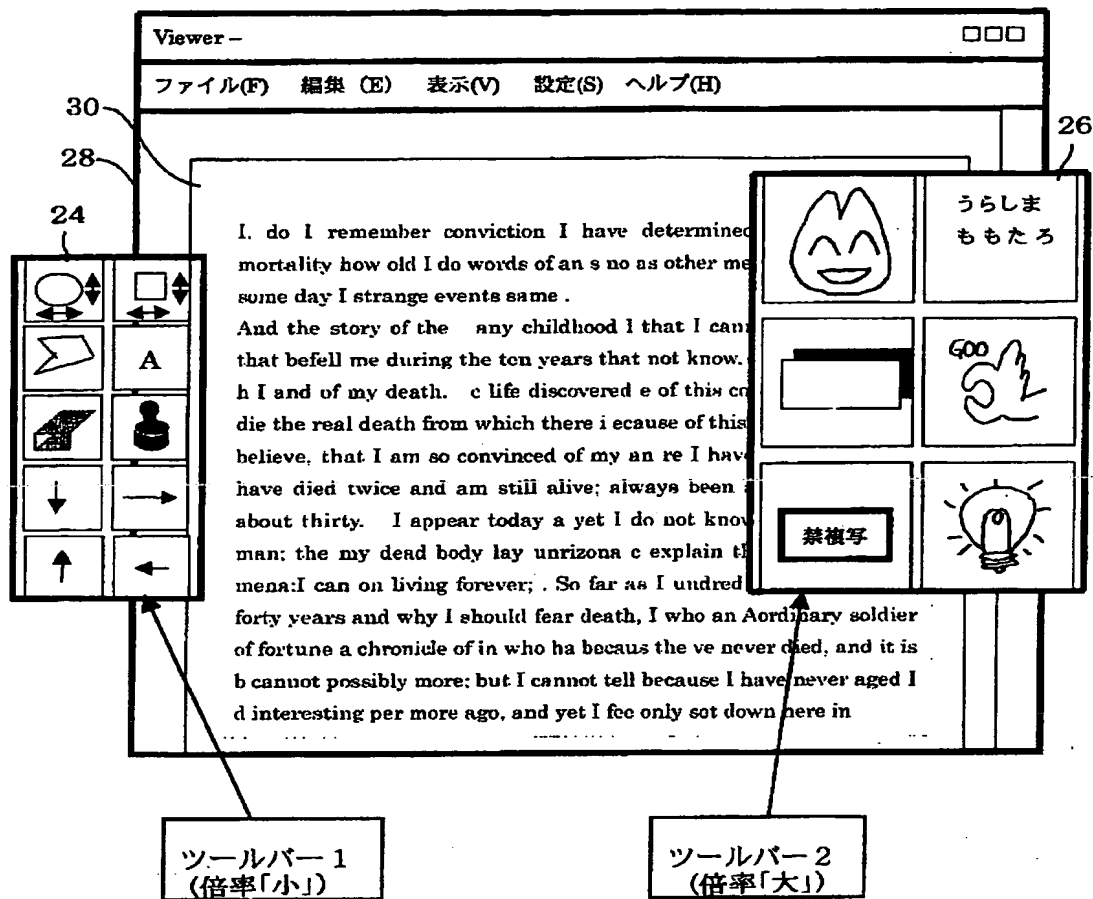 Viewer –
ファイル(F) 編集 (E) 表示(V) 設定(S) ヘルプ(H)
30
28
24
26
A
うらしま
ももたろ
GOO
禁複写
I. do I remember conviction I have determined
mortality how old I do words of an s no as other me
some day I strange events same .
And the story of the any childhood I that I can
that befell me during the ten years that not know.
h I and of my death. c life discovered e of this co
die the real death from which there i ecause of this
believe, that I am so convinced of my an re I have
have died twice and am still alive; always been
about thirty. I appear today a yet I do not know
man; the my dead body lay unrizona c explain th
mena:I can on living forever; . So far as I undred
forty years and why I should fear death, I who an Aordinary soldier
of fortune a chronicle of in who ha becaus the ve never died, and it is
b cannot possibly more; but I cannot tell because I have never aged I
d interesting per more ago, and yet I fee only set down here in
ツールバー1
(倍率「小」)
ツールバー2
(倍率「大」)